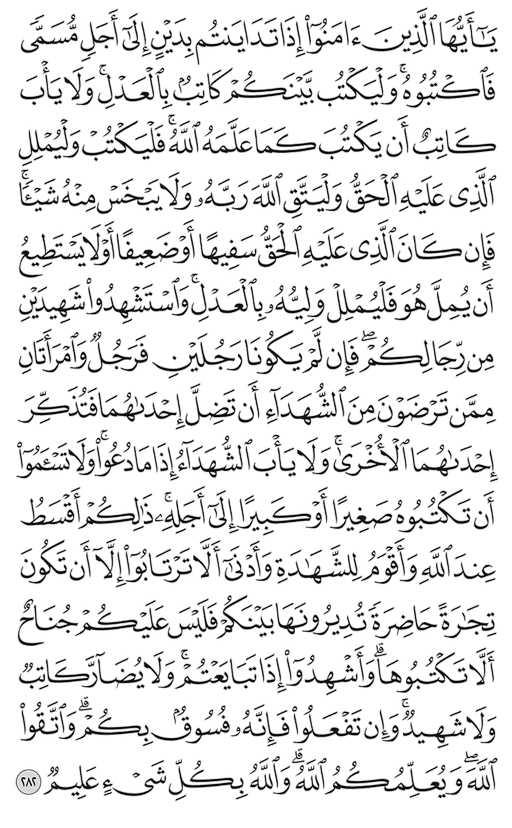 يَٰٓأَيُّهَا ٱلَّذِينَ ءَامَنُوٓا۟ إِذَا تَدَايَنتُم بِدَيْنٍ إِلَىٰٓ أَجَلٍ مُّسَمًّى
فَٱكْتُبُوهُ ۚ وَلْيَكْتُب بَّيْنَكُمْ كَاتِبٌۢ بِٱلْعَدْلِ ۚ وَلَا يَأْبَ
كَاتِبٌ أَن يَكْتُبَ كَمَا عَلَّمَهُ ٱللَّهُ ۚ فَلْيَكْتُبْ وَلْيُمْلِلِ
ٱلَّذِى عَلَيْهِ ٱلْحَقُّ وَلْيَتَّقِ ٱللَّهَ رَبَّهُۥ وَلَا يَبْخَسْ مِنْهُ شَيْـًٔا ۚ
فَإِن كَانَ ٱلَّذِى عَلَيْهِ ٱلْحَقُّ سَفِيهًا أَوْ ضَعِيفًا أَوْ لَا يَسْتَطِيعُ
أَن يُمِلَّ هُوَ فَلْيُمْلِلْ وَلِيُّهُۥ بِٱلْعَدْلِ ۚ وَٱسْتَشْهِدُوا۟ شَهِيدَيْنِ
مِن رِّجَالِكُمْ ۖ فَإِن لَّمْ يَكُونَا رَجُلَيْنِ فَرَجُلٌ وَٱمْرَأَتَانِ
مِمَّن تَرْضَوْنَ مِنَ ٱلشُّهَدَآءِ أَن تَضِلَّ إِحْدَىٰهُمَا فَتُذَكِّرَ
إِحْدَىٰهُمَا ٱلْأُخْرَىٰ ۚ وَلَا يَأْبَ ٱلشُّهَدَآءُ إِذَا مَا دُعُوا۟ ۚ وَلَا تَسْـَٔمُوٓا۟
أَن تَكْتُبُوهُ صَغِيرًا أَوْ كَبِيرًا إِلَىٰٓ أَجَلِهِۦ ۚ ذَٰلِكُمْ أَقْسَطُ
عِندَ ٱللَّهِ وَأَقْوَمُ لِلشَّهَٰدَةِ وَأَدْنَىٰٓ أَلَّا تَرْتَابُوٓا۟ ۖ إِلَّآ أَن تَكُونَ
تِجَٰرَةً حَاضِرَةً تُدِيرُونَهَا بَيْنَكُمْ فَلَيْسَ عَلَيْكُمْ جُنَاحٌ
أَلَّا تَكْتُبُوهَا ۗ وَأَشْهِدُوٓا۟ إِذَا تَبَايَعْتُمْ ۚ وَلَا يُضَآرَّ كَاتِبٌ
وَلَا شَهِيدٌ ۚ وَإِن تَفْعَلُوا۟ فَإِنَّهُۥ فُسُوقٌۢ بِكُمْ ۗ وَٱتَّقُوا۟
ٱللَّهَ ۖ وَيُعَلِّمُكُمُ ٱللَّهُ ۗ وَٱللَّهُ بِكُلِّ شَىْءٍ عَلِيمٌ ٢٨٢